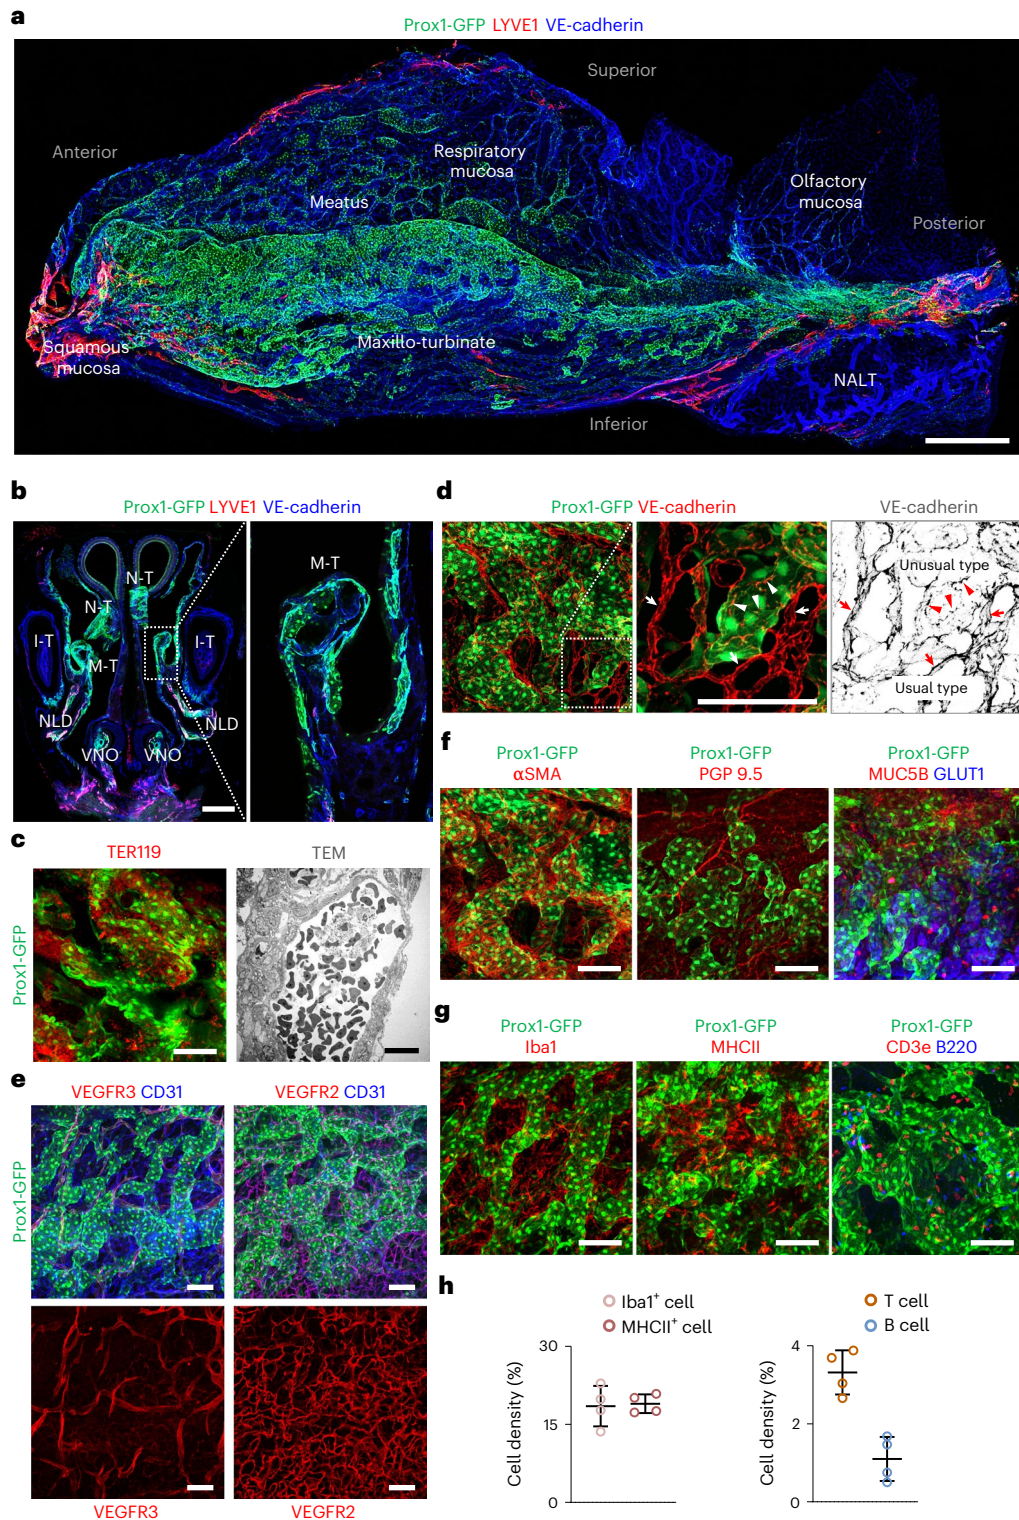 a
Prox1-GFP LYVE1 VE-cadherin
Superior
Anterior
Respiratory
mucosa
Olfactory
mucosa
Meatus
Posterior
Squamous
mucosa
Maxillo-turbinate
NALT
Inferior
b
Prox1-GFP LYVE1 VE-cadherin
N-T
N-T
I-T
I-T
M-T
NLD
NLD
VNO
VNO
M-T
c
TER119
TEM
Prox1-GFP
d
Prox1-GFP VE-cadherin
VE-cadherin
Unusual type
Usual type
e
VEGFR3 CD31
VEGFR2 CD31
Prox1-GFP
VEGFR3
VEGFR2
f
Prox1-GFP
αSMA
Prox1-GFP
PGP 9.5
Prox1-GFP
MUC5B GLUT1
g
Prox1-GFP
Iba1
Prox1-GFP
MHCII
Prox1-GFP
CD3e B220
h
Iba1⁺ cell
MHCII⁺ cell
30
15
0
Cell density (%)
T cell
B cell
4
2
0
Cell density (%)